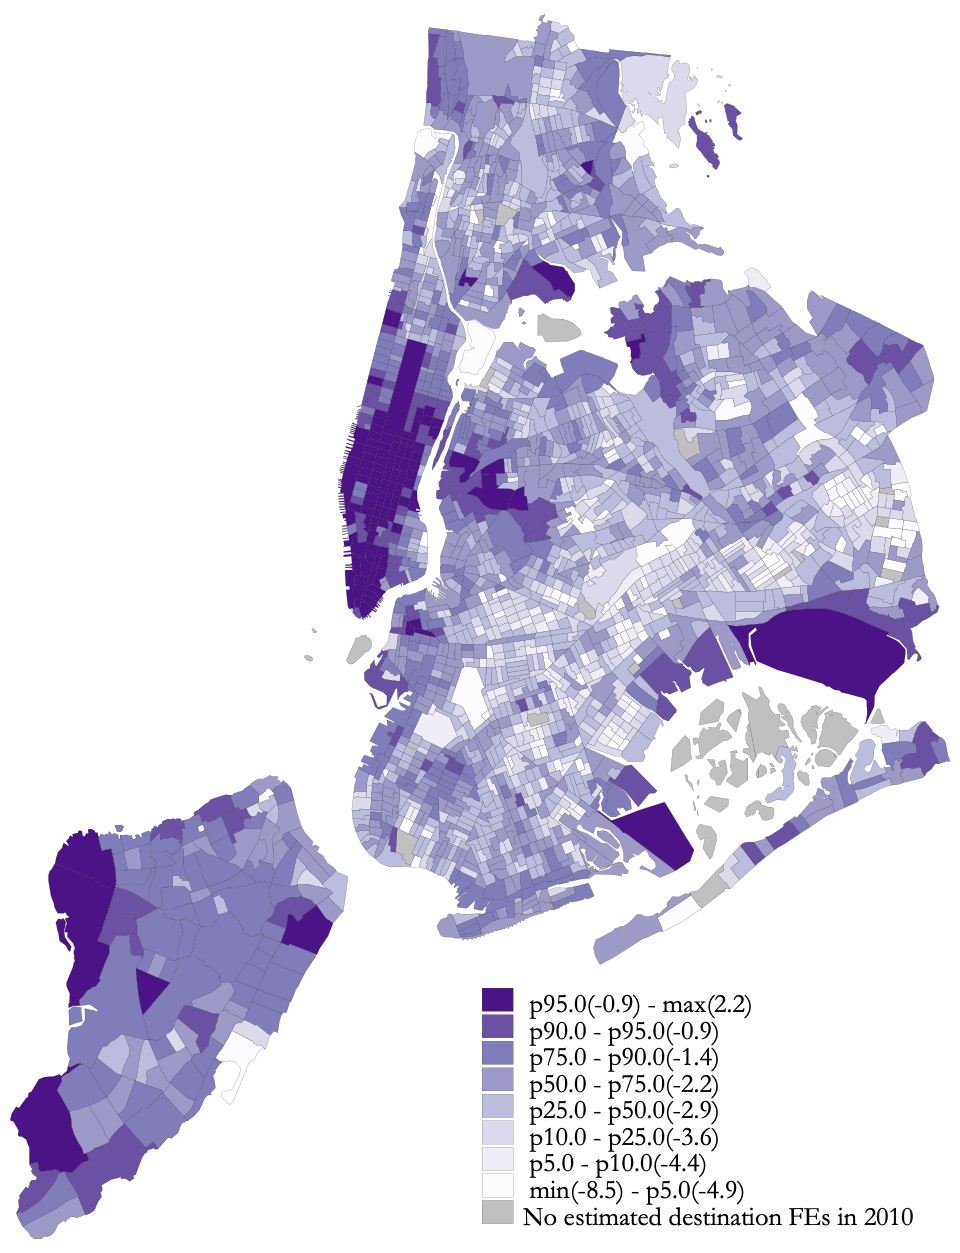 p95.0(-0.9) - max(2.2)
p90.0 - p95.0(-0.9)
p75.0 - p90.0(-1.4)
p50.0 - p75.0(-2.2)
p25.0 - p50.0(-2.9)
p10.0 - p25.0(-3.6)
p5.0 - p10.0(-4.4)
min(-8.5) - p5.0(-4.9)
No estimated destination FEs in 2010